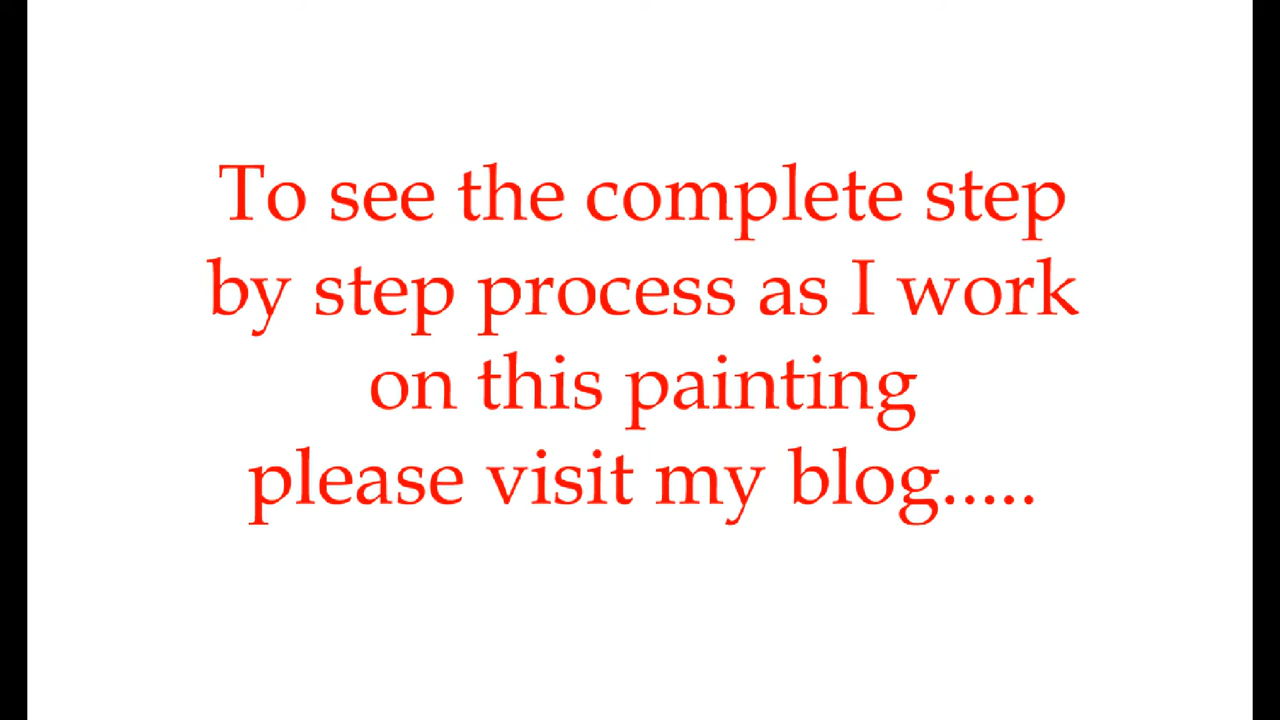 To see the complete step
by step process as I work
on this painting
please visit my blog.....